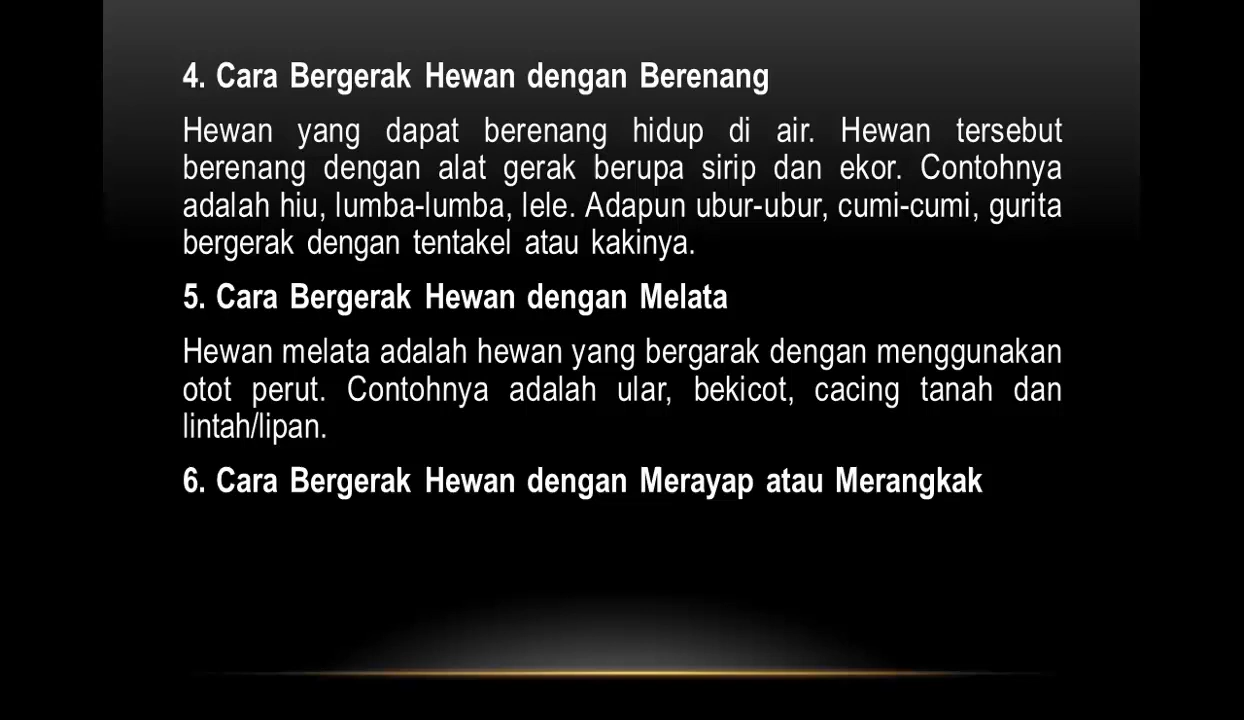 4. Cara Bergerak Hewan dengan Berenang
Hewan yang dapat berenang hidup di air. Hewan tersebut
berenang dengan alat gerak berupa sirip dan ekor. Contohnya
adalah hiu, lumba-lumba, lele. Adapun ubur-ubur, cumi-cumi, gurita
bergerak dengan tentakel atau kakinya.
5. Cara Bergerak Hewan dengan Melata
Hewan melata adalah hewan yang bergarak dengan menggunakan
otot perut. Contohnya adalah ular, bekicot, cacing tanah dan
lintah/lipan.
6. Cara Bergerak Hewan dengan Merayap atau Merangkak